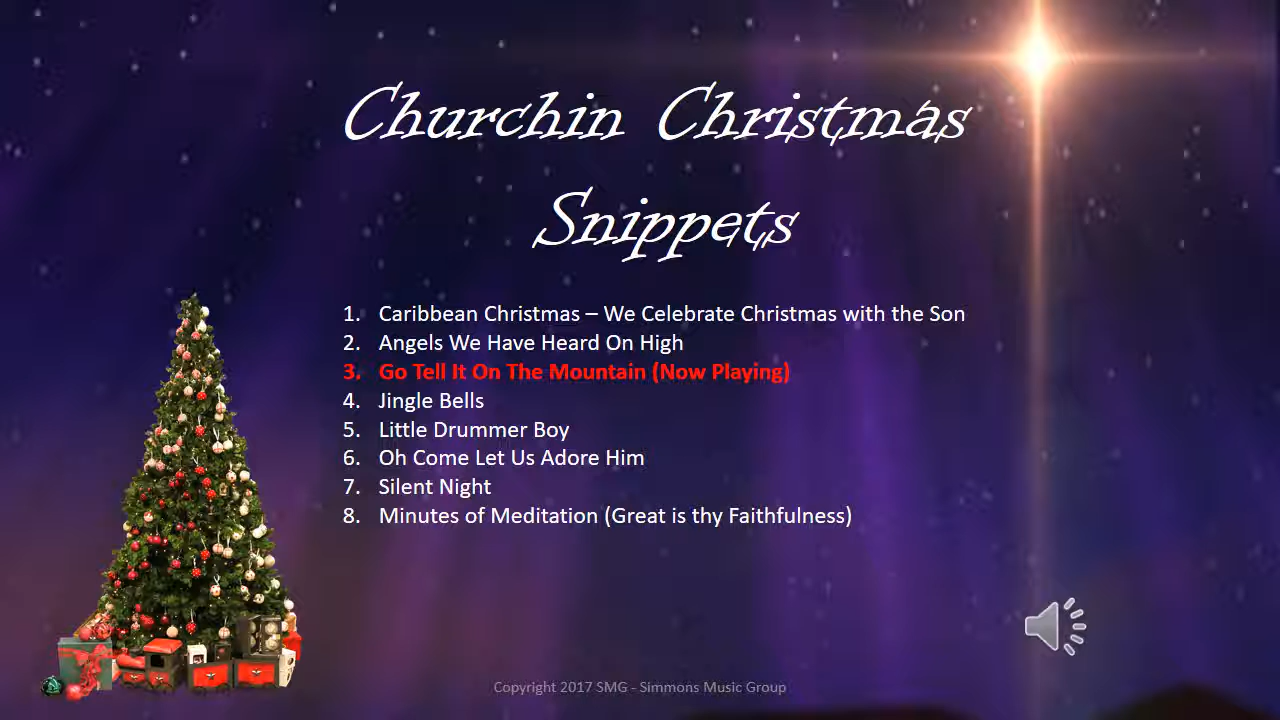 Churchin Christmas
Snippets
1. Caribbean Christmas – We Celebrate Christmas with the Son
2. Angels We Have Heard On High
3. Go Tell It On The Mountain (Now Playing)
4. Jingle Bells
5. Little Drummer Boy
6. Oh Come Let Us Adore Him
7. Silent Night
8. Minutes of Meditation (Great is thy Faithfulness)
Copyright 2017 SMG - Simmons Music Group